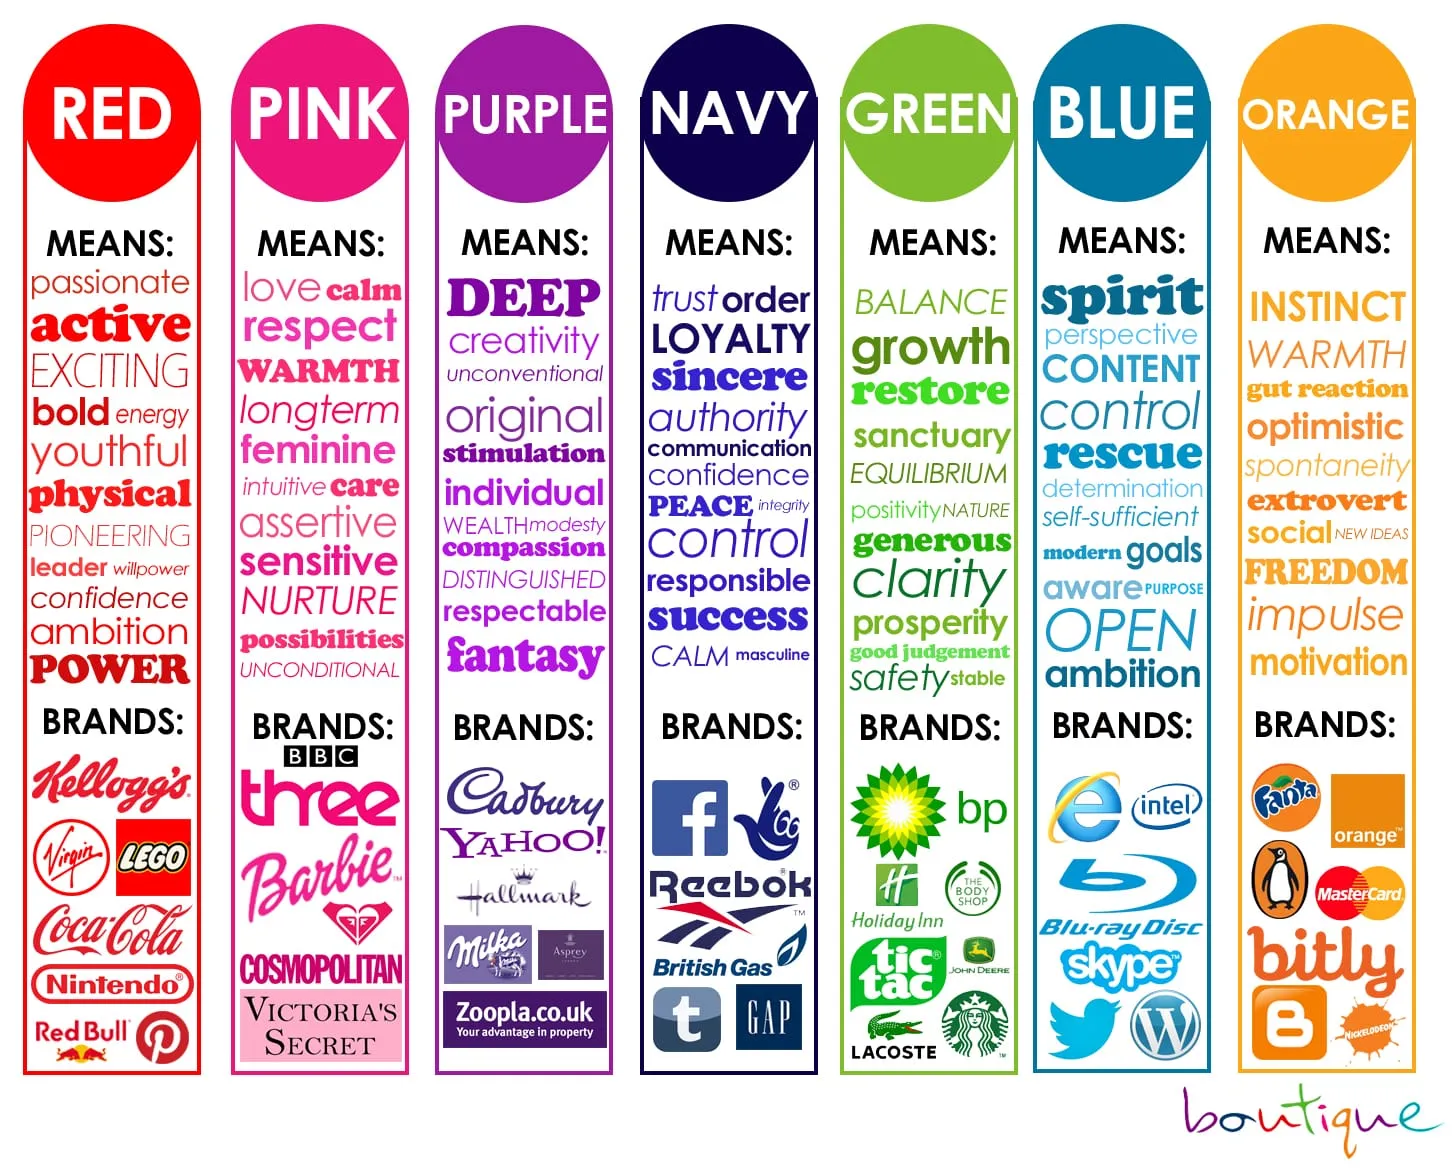 RED
MEANS:
passionate
active
EXCITING
bold energy
youthful
physical
PIONEERING
leader willpower
confidence
ambition
POWER
BRANDS:
Kellogg's
Virgin LEGO
Coca-Cola
Nintendo®
Red Bull
PINK
MEANS:
love calm
respect
WARMTH
longterm
feminine
intuitive care
assertive
sensitive
NURTURE
possibilities
UNCONDITIONAL
BRANDS:
BBC
three
Barbie™
COSMOPOLITAN
VICTORIA'S
SECRET
PURPLE
MEANS:
DEEP
creativity
unconventional
original
stimulation
individual
WEALTH modesty
compassion
DISTINGUISHED
respectable
fantasy
BRANDS:
Cadbury
YAHOO!
Hallmark
Milka Asprey
Zoopla.co.uk
Your advantage in property
NAVY
MEANS:
trust order
LOYALTY
sincere
authority
communication
confidence
PEACE integrity
control
responsible
success
CALM masculine
BRANDS:
f ®
Reebok
™
British Gas
t GAP
GREEN
MEANS:
BALANCE
growth
restore
sanctuary
EQUILIBRIUM
positivity NATURE
generous
clarity
prosperity
good judgement
safety stable
BRANDS:
bp
H THE
BODY
SHOP
Holiday Inn
tic®
tac
JOHN DEERE
LACOSTE ™
BLUE
MEANS:
spirit
perspective
CONTENT
control
rescue
determination
self-sufficient
modern goals
aware PURPOSE
OPEN
ambition
BRANDS:
e intel
Blu-ray Disc
skype™
W
ORANGE
MEANS:
INSTINCT
WARMTH
gut reaction
optimistic
spontaneity
extrovert
social NEW IDEAS
FREEDOM
impulse
motivation
BRANDS:
Fanta orange™
MasterCard
bitly
B NICKELODEON
boutique